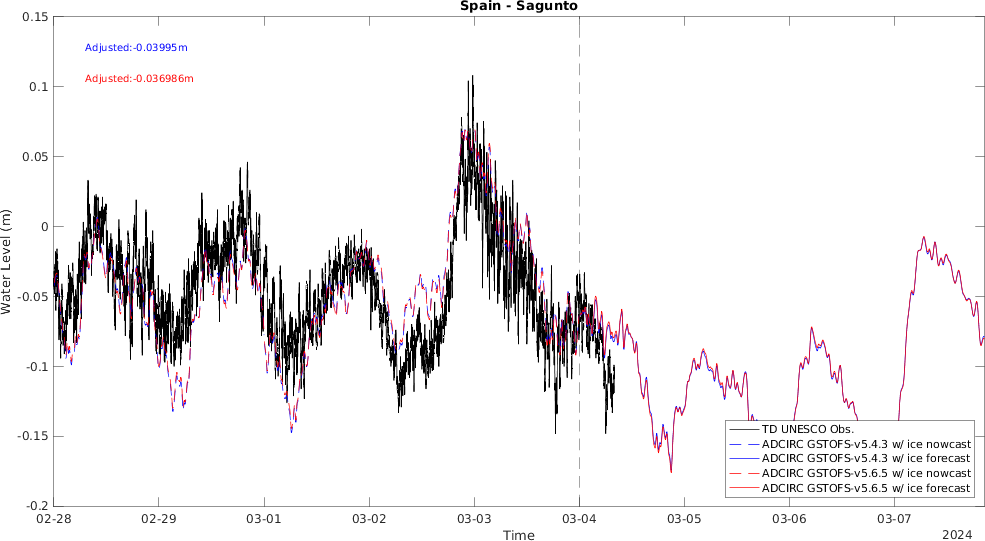 Spain - Sagunto
0.15
Adjusted:-0.03995m
Adjusted:-0.036986m
0.1
0.05
0
-0.05
-0.1
-0.15
-0.2
Water Level (m)
TD UNESCO Obs.
ADCIRC GSTOFS-v5.4.3 w/ ice nowcast
ADCIRC GSTOFS-v5.4.3 w/ ice forecast
ADCIRC GSTOFS-v5.6.5 w/ ice nowcast
ADCIRC GSTOFS-v5.6.5 w/ ice forecast
02-28 02-29 03-01 03-02 03-03 03-04 03-05 03-06 03-07
Time
2024